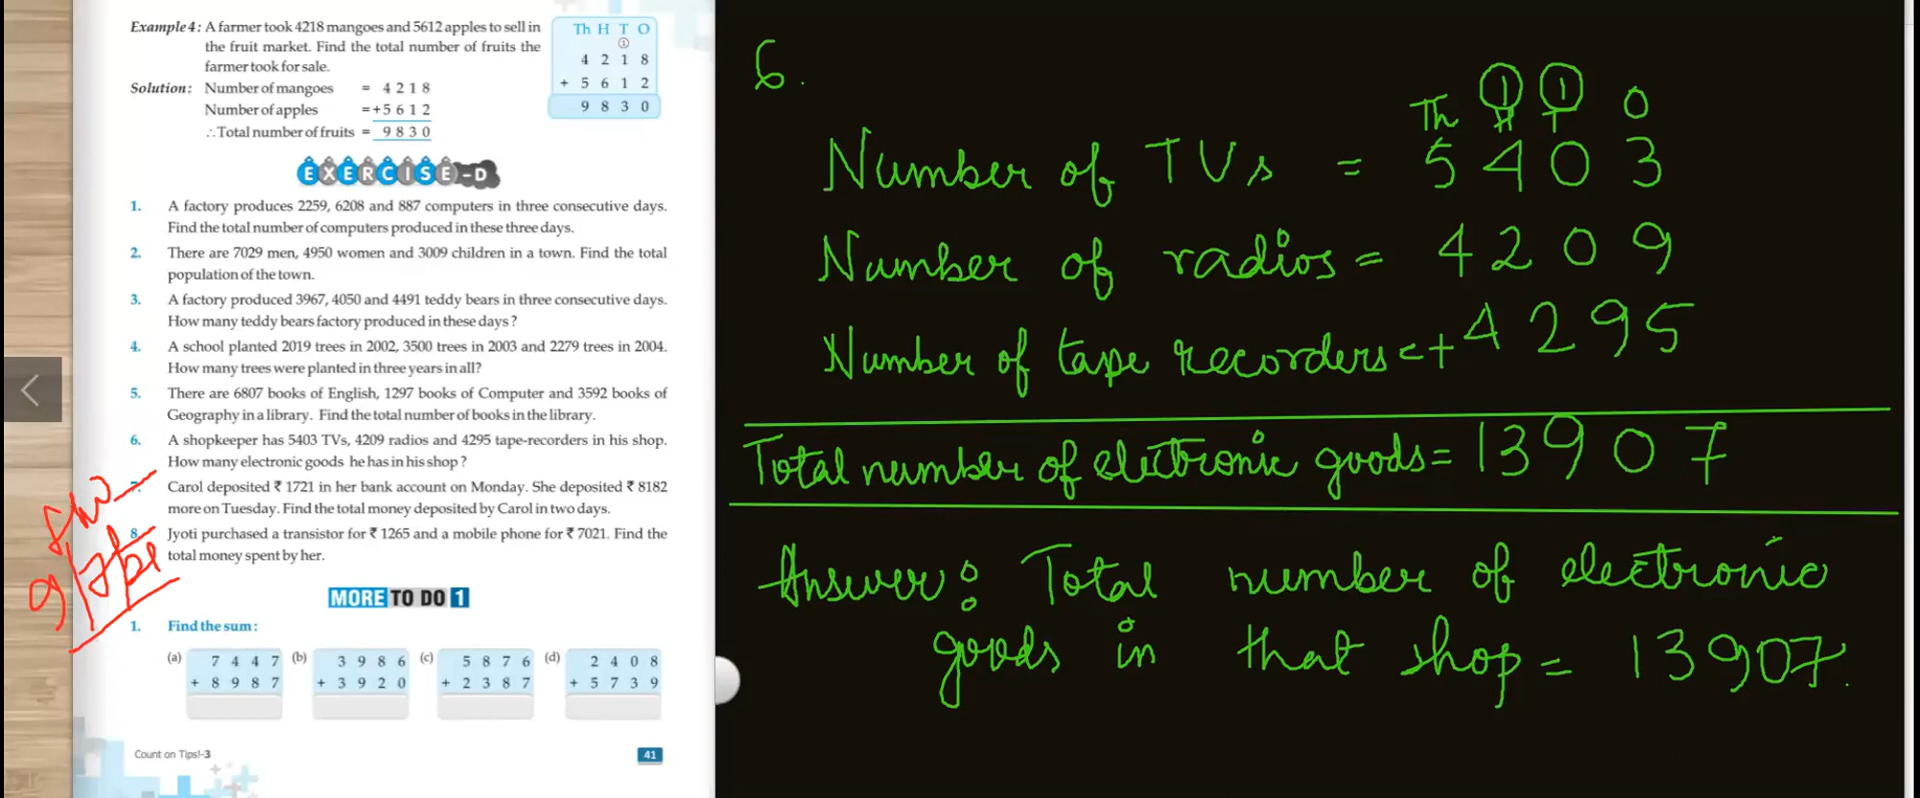 Example 4: A farmer took 4218 mangoes and 5612 apples to sell in
the fruit market. Find the total number of fruits the
farmer took for sale.
Solution: Number of mangoes = 4 2 1 8
Number of apples =+5 6 1 2
∴Total number of fruits = 9 8 3 0
Th H T O
①
4 2 1 8
+ 5 6 1 2
9 8 3 0
EXERCISE-D
1. A factory produces 2259, 6208 and 887 computers in three consecutive days.
Find the total number of computers produced in these three days.
2. There are 7029 men, 4950 women and 3009 children in a town. Find the total
population of the town.
3. A factory produced 3967, 4050 and 4491 teddy bears in three consecutive days.
How many teddy bears factory produced in these days?
4. A school planted 2019 trees in 2002, 3500 trees in 2003 and 2279 trees in 2004.
How many trees were planted in three years in all?
5. There are 6807 books of English, 1297 books of Computer and 3592 books of
Geography in a library. Find the total number of books in the library.
6. A shopkeeper has 5403 TVs, 4209 radios and 4295 tape-recorders in his shop.
How many electronic goods he has in his shop?
7. Carol deposited ₹ 1721 in her bank account on Monday. She deposited ₹ 8182
more on Tuesday. Find the total money deposited by Carol in two days.
8. Jyoti purchased a transistor for ₹ 1265 and a mobile phone for ₹ 7021. Find the
total money spent by her.
MORE TO DO 1
1. Find the sum:
(a) 7 4 4 7 (b) 3 9 8 6 (c) 5 8 7 6 (d) 2 4 0 8
+ 8 9 8 7 + 3 9 2 0 + 2 3 8 7 + 5 7 3 9
Count on Tips!-3 41
6.
① ①
Th H T O
Number of TVs = 5 4 0 3
Number of radios = 4 2 0 9
Number of tape recorders=+ 4 2 9 5
Total number of electronic goods= 1 3 9 0 7
Answer: Total number of electronic
goods in that shop = 13907.